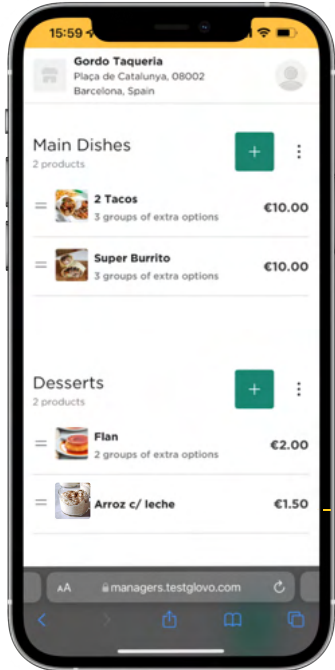 15:59
Gordo Taqueria
Plaça de Catalunya, 08002
Barcelona, Spain
Main Dishes
2 products
+
2 Tacos
3 groups of extra options
€10.00
Super Burrito
3 groups of extra options
€10.00
Desserts
2 products
+
Flan
2 groups of extra options
€2.00
Arroz c/ leche
€1.50
AA
managers.testglovo.com